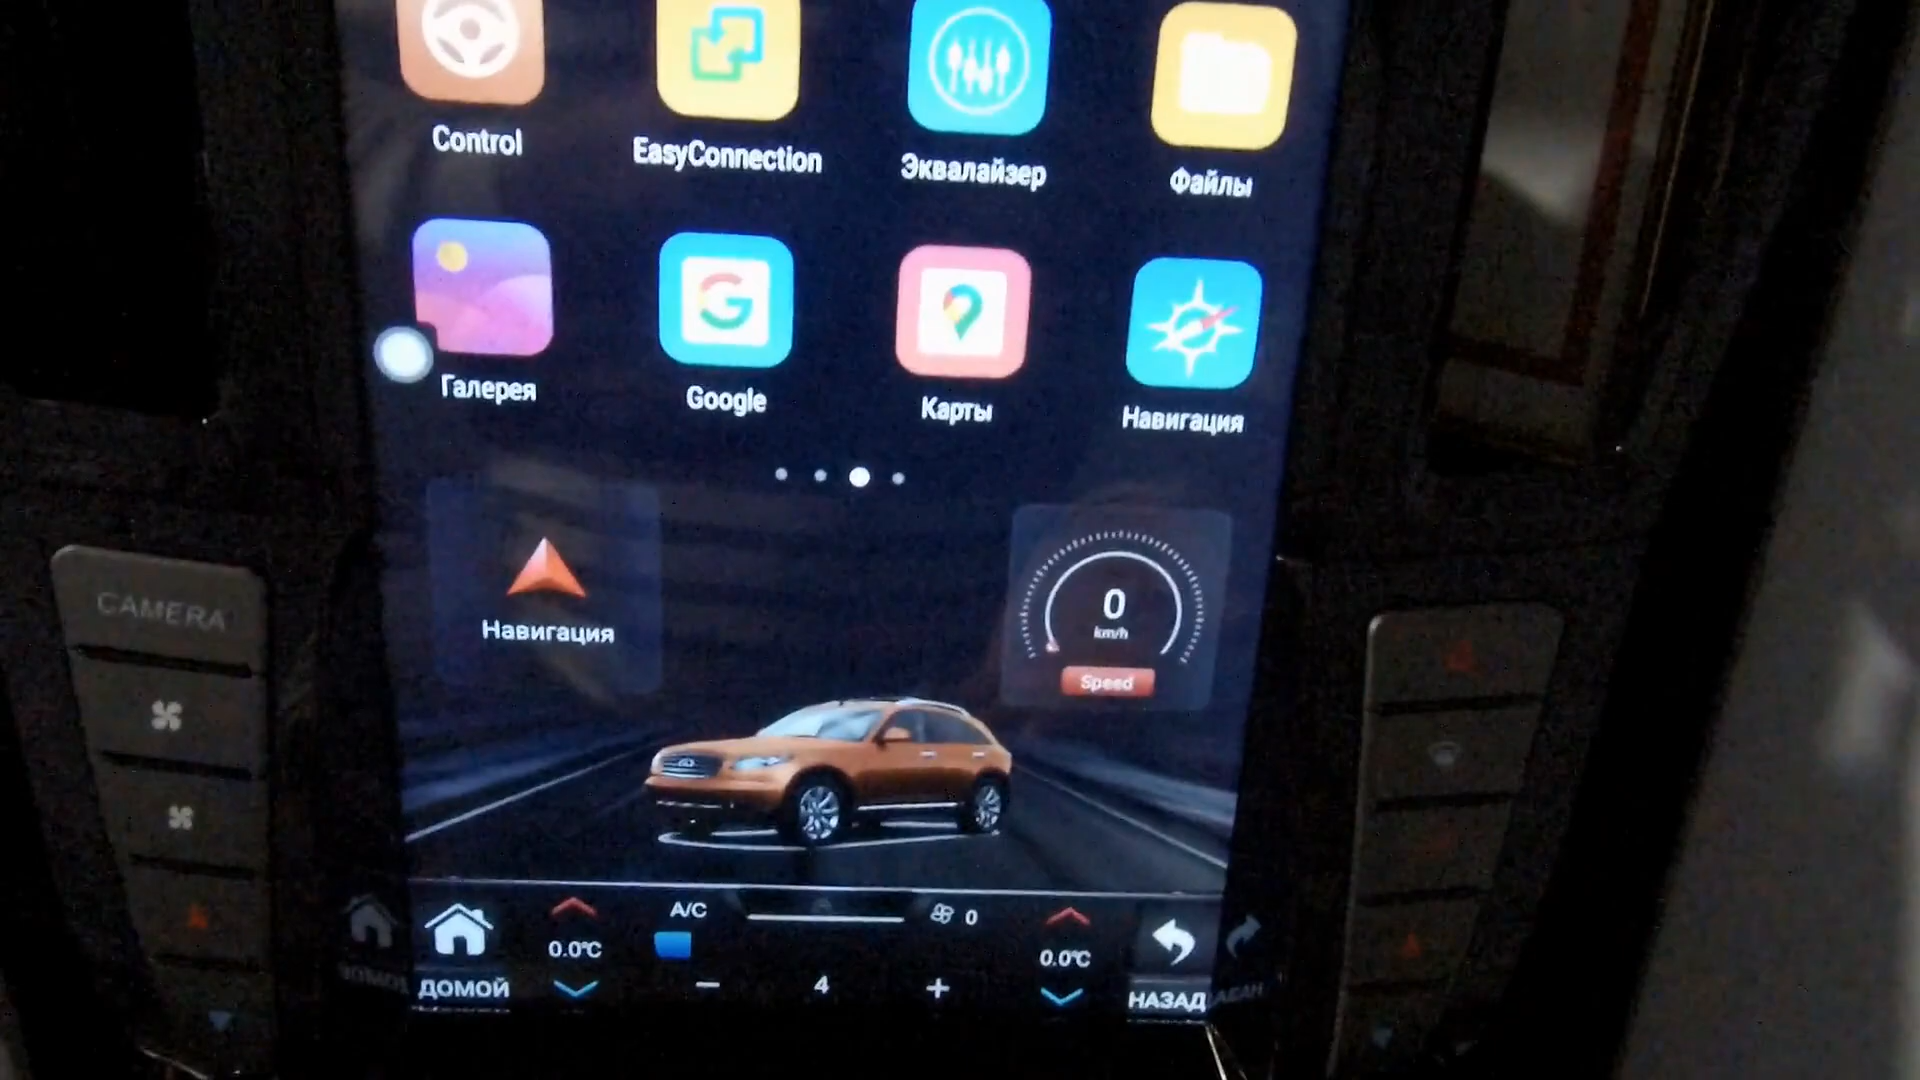 Control
EasyConnection
Эквалайзер
Файлы
Галерея
Google
Карты
Навигация
CAMERA
Навигация
0
km/h
Speed
A/C
0
0.0°C
0.0°C
ДОМОЙ
4
НАЗАД